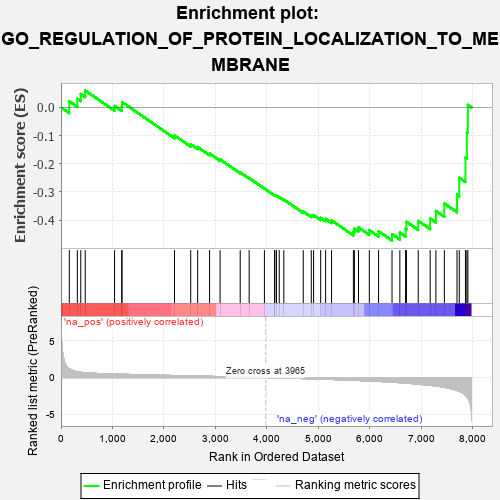 Enrichment plot:
GO_REGULATION_OF_PROTEIN_LOCALIZATION_TO_ME
MBRANE
Enrichment score (ES)
0.0
-0.1
-0.2
-0.3
-0.4
'na_pos' (positively correlated)
Ranked list metric (PreRanked)
5
0
-5
Zero cross at 3965
'na_neg' (negatively correlated)
0 1,000 2,000 3,000 4,000 5,000 6,000 7,000 8,000
Rank in Ordered Dataset
Enrichment profile Hits Ranking metric scores